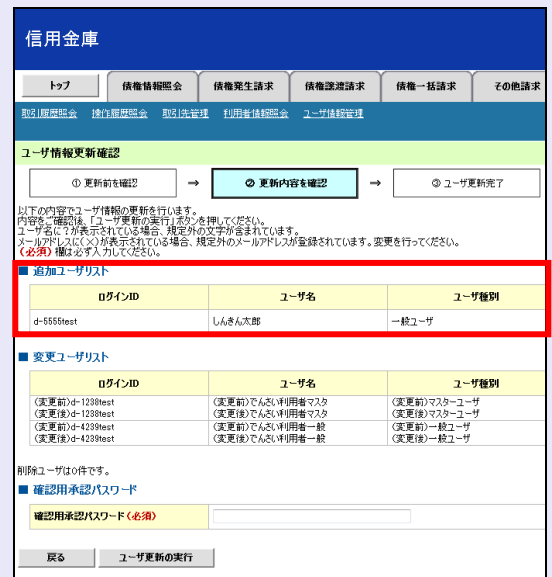 信用金庫
トップ 債権情報照会 債権発生請求 債権譲渡請求 債権一括請求 その他請求
取引履歴照会 操作履歴照会 取引先管理 利用者情報照会 ユーザ情報管理
ユーザ情報更新確認
① 更新前を確認 → ② 更新内容を確認 → ③ ユーザ更新完了
以下の内容でユーザ情報の更新を行います。
内容をご確認後、「ユーザ更新の実行」ボタンを押してください。
ユーザ名に?が表示されている場合、規定外の文字が含まれています。
メールアドレスに(×)が表示されている場合、規定外のメールアドレスが登録されています。変更を行ってください。
(必須)欄は必ず入力してください。
■ 追加ユーザリスト
ログインID ユーザ名 ユーザ種別
d-5555test しんきん太郎 一般ユーザ
■ 変更ユーザリスト
ログインID ユーザ名 ユーザ種別
(変更前)d-1238test (変更前)でんさい利用者マスタ (変更前)マスターユーザ
(変更後)d-1238test (変更後)でんさい利用者マスタ (変更後)マスターユーザ
(変更前)d-4239test (変更前)でんさい利用者一般 (変更前)一般ユーザ
(変更後)d-4239test (変更後)でんさい利用者一般 (変更後)一般ユーザ
削除ユーザは0件です。
■ 確認用承認パスワード
確認用承認パスワード(必須)
戻る ユーザ更新の実行